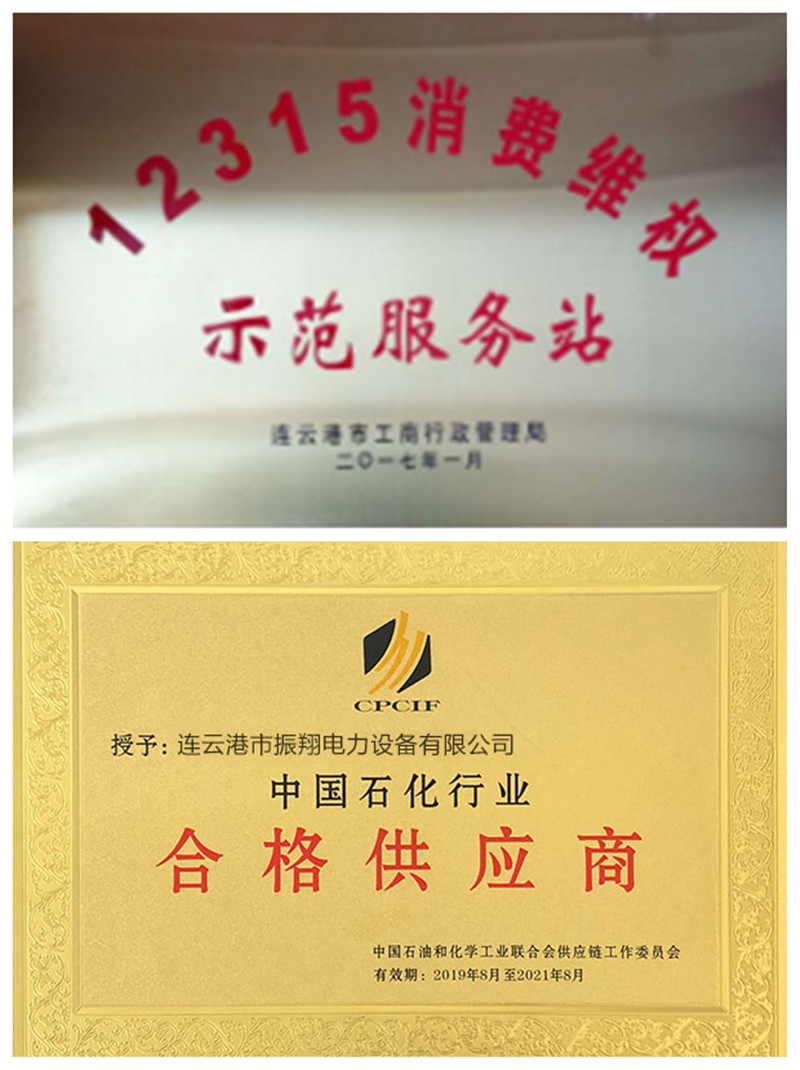 12315消费维权
示范服务站
连云港市工商行政管理局
二〇一七年一月
CPCIF
授予：连云港市振翔电力设备有限公司
中国石化行业
合格供应商
中国石油和化学工业联合会供应链工作委员会
有效期：2019年8月至2021年8月